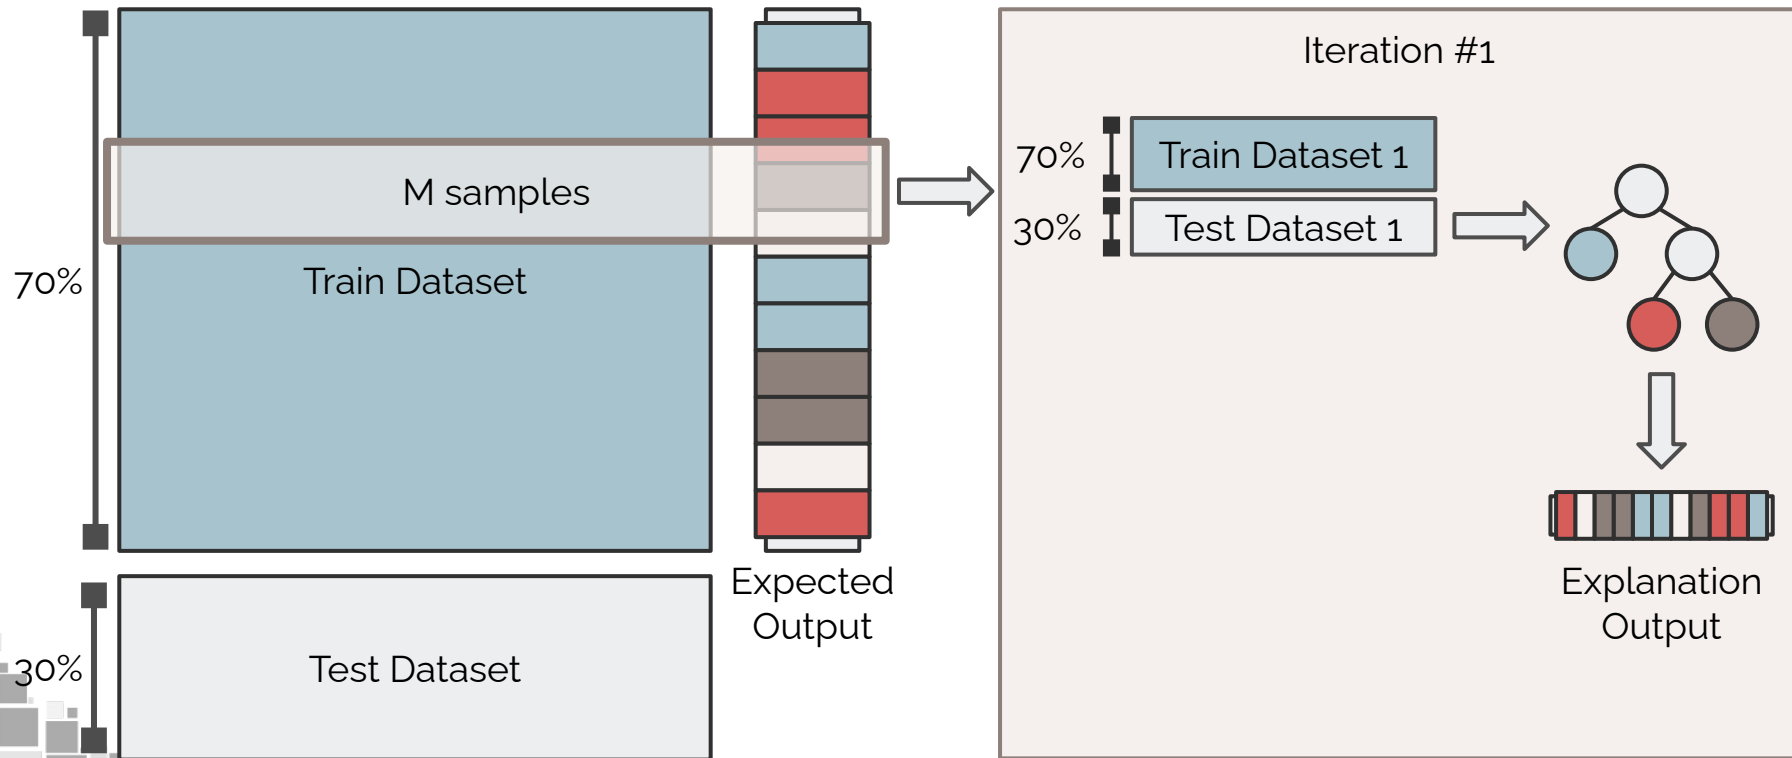 70%
M samples
Train Dataset
Expected
Output
30%
Test Dataset
Iteration #1
70%
Train Dataset 1
30%
Test Dataset 1
Explanation
Output